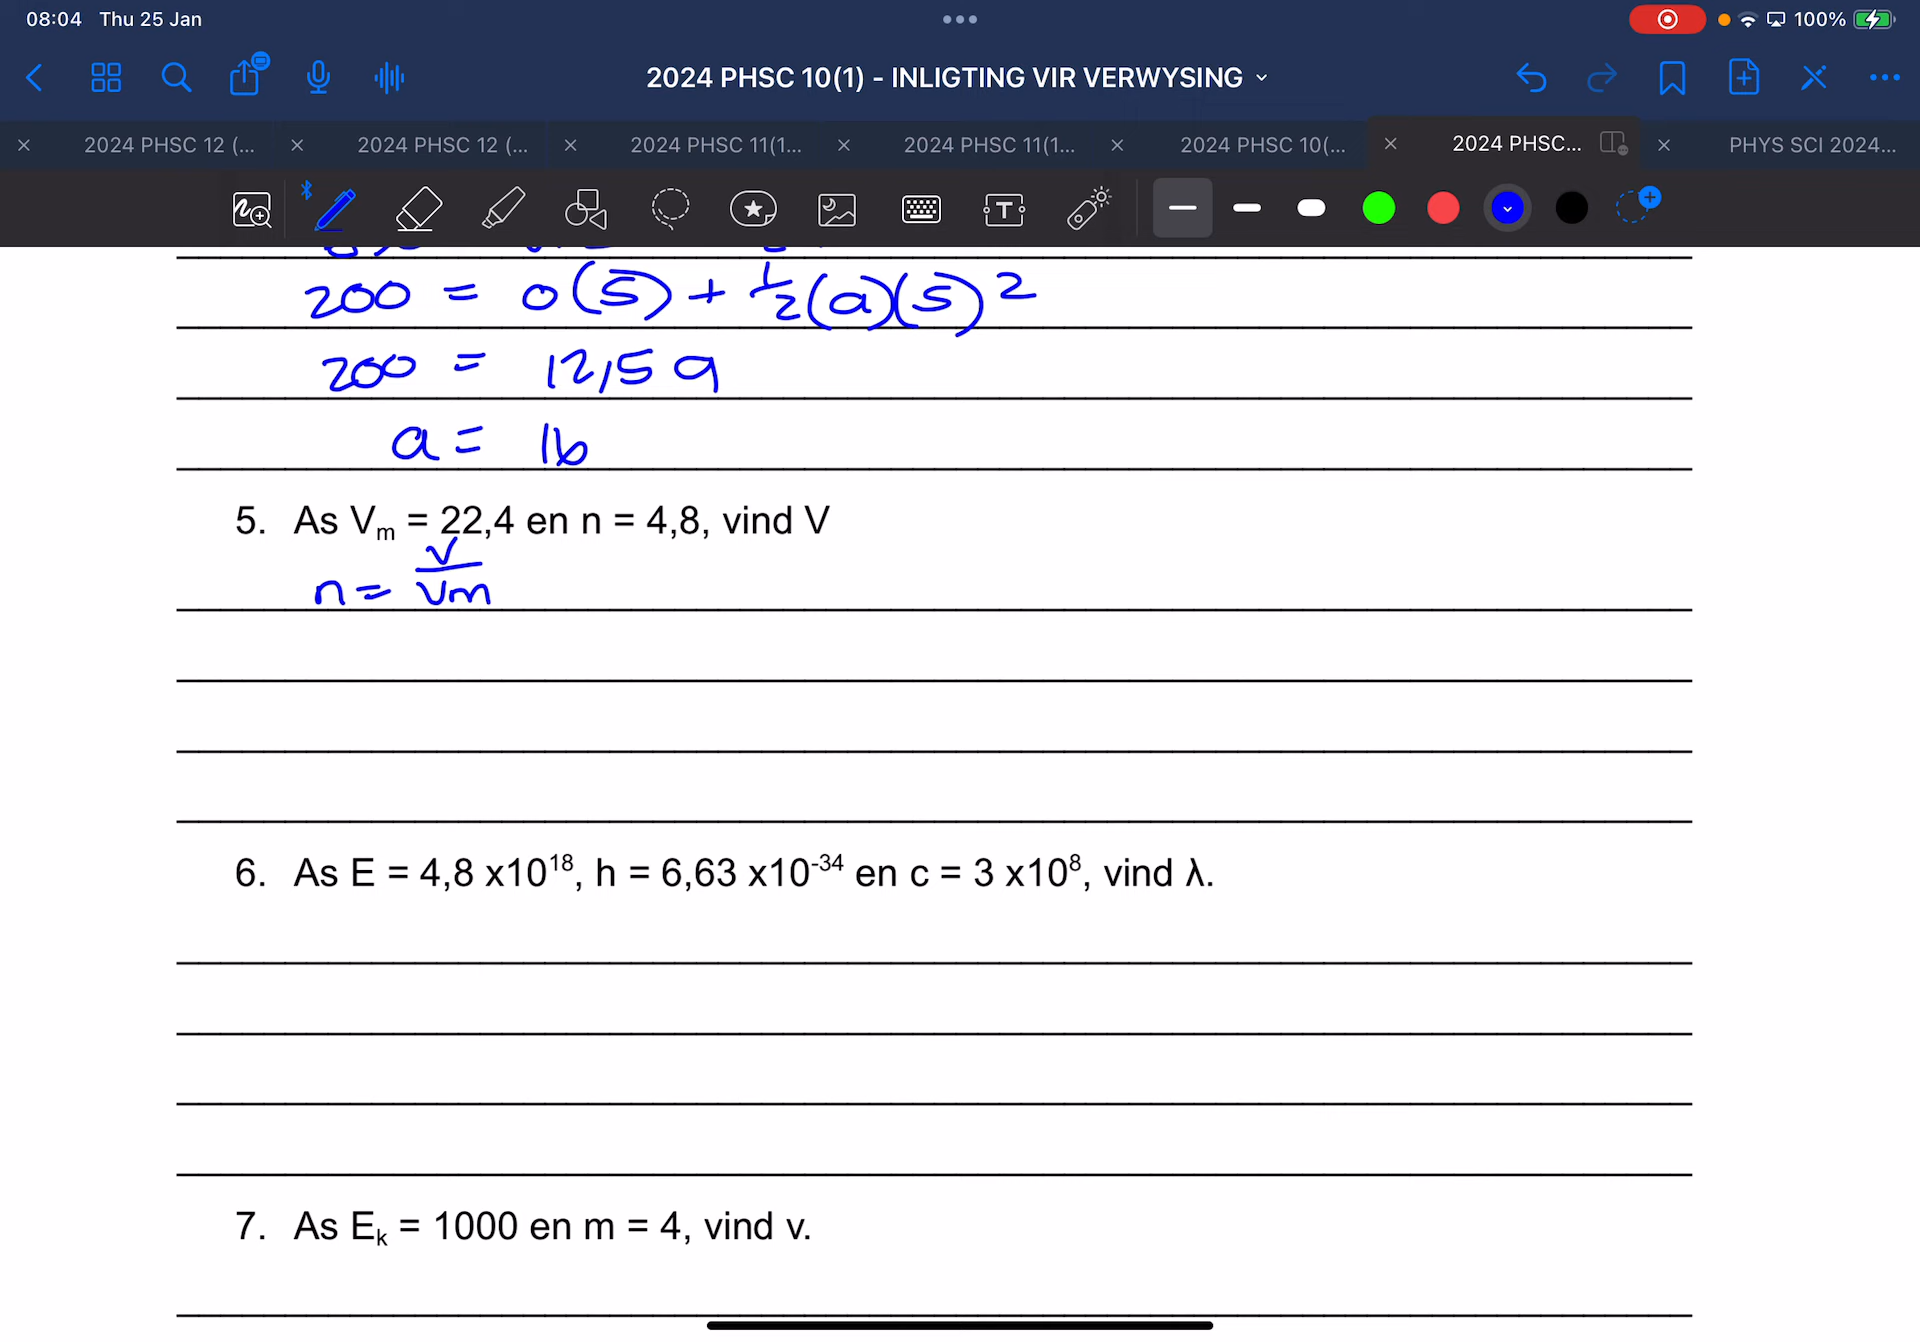 08:04 Thu 25 Jan
100%
2024 PHSC 10(1) - INLIGTING VIR VERWYSING
2024 PHSC 12 (... 2024 PHSC 12 (... 2024 PHSC 11(1... 2024 PHSC 11(1... 2024 PHSC 10(... 2024 PHSC... PHYS SCI 2024...
200 = 0(5) + 1/2(a)(5)²
200 = 12,5 a
a = 16
5. As Vₘ = 22,4 en n = 4,8, vind V
n = V/Vm
6. As E = 4,8 x10¹⁸, h = 6,63 x10⁻³⁴ en c = 3 x10⁸, vind λ.
7. As Eₖ = 1000 en m = 4, vind v.